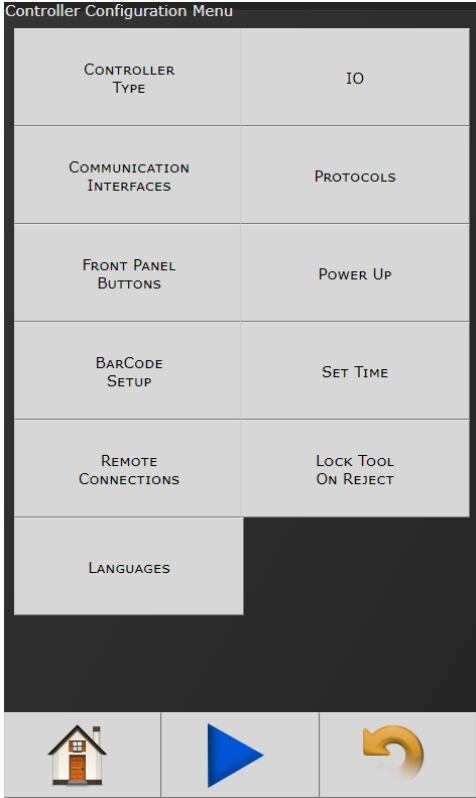 Controller Configuration Menu
Controller
Type
IO
Communication
Interfaces
Protocols
Front Panel
Buttons
Power Up
BarCode
Setup
Set Time
Remote
Connections
Lock Tool
On Reject
Languages